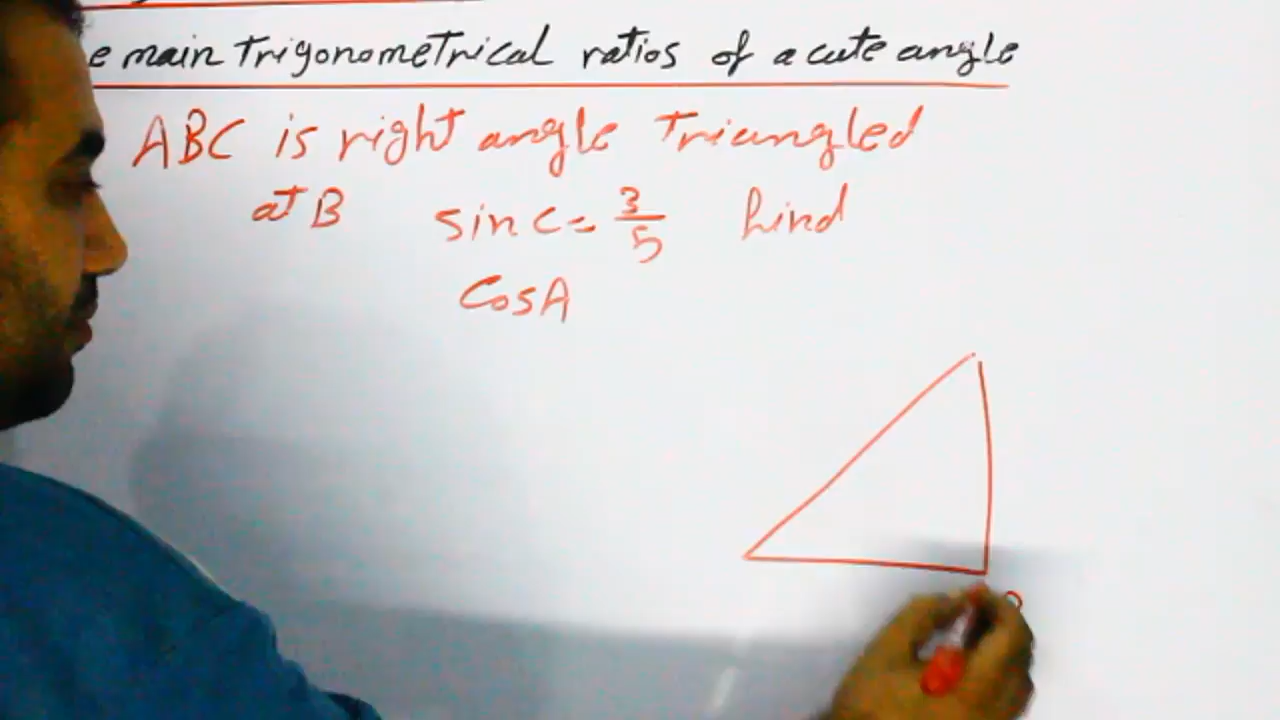 e main Trigonometrical ratios of acute angle
ABC is right angle Triangled
at B sin C = 3/5 find
Cos A